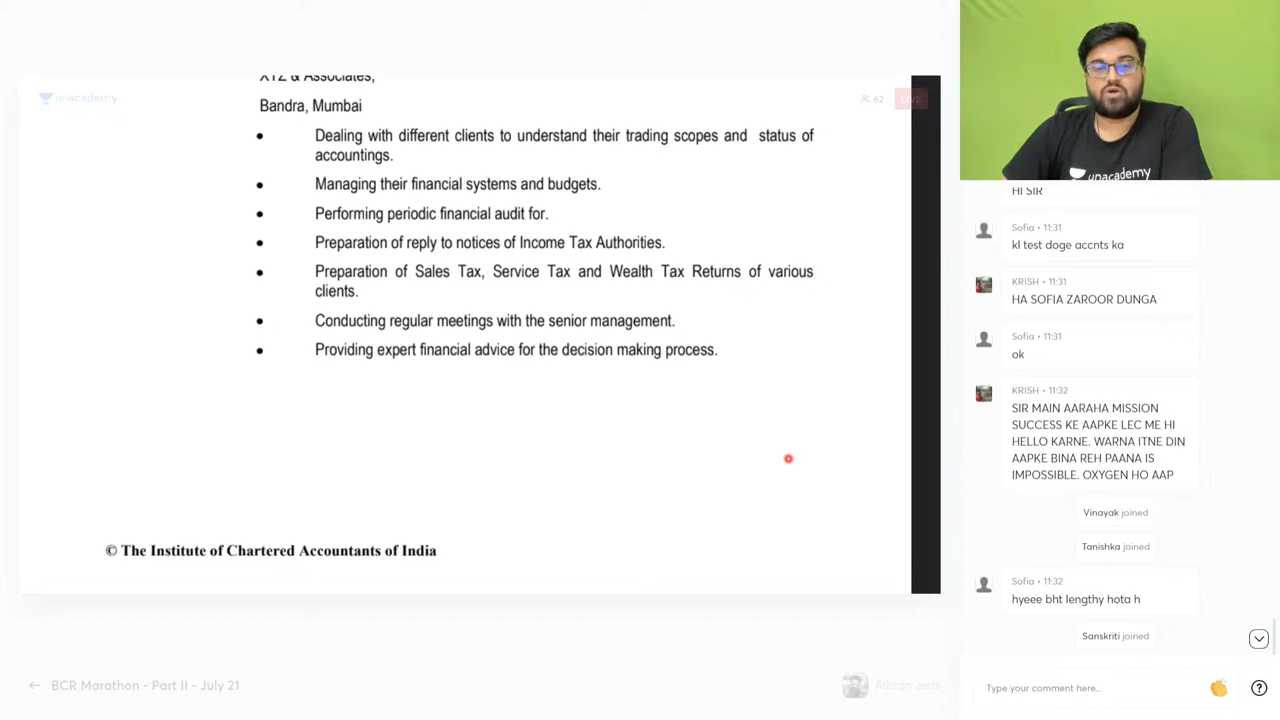 XYZ & Associates,
unacademy
62
LIVE
Bandra, Mumbai
• Dealing with different clients to understand their trading scopes and status of
accountings.
• Managing their financial systems and budgets.
• Performing periodic financial audit for.
• Preparation of reply to notices of Income Tax Authorities.
• Preparation of Sales Tax, Service Tax and Wealth Tax Returns of various
clients.
• Conducting regular meetings with the senior management.
• Providing expert financial advice for the decision making process.
© The Institute of Chartered Accountants of India
← BCR Marathon - Part II - July 21
unacademy
HI SIR
Sofia • 11:31
kl test doge accnts ka
KRISH • 11:31
HA SOFIA ZAROOR DUNGA
Sofia • 11:31
ok
KRISH • 11:32
SIR MAIN AARAHA MISSION
SUCCESS KE AAPKE LEC ME HI
HELLO KARNE. WARNA ITNE DIN
AAPKE BINA REH PAANA IS
IMPOSSIBLE. OXYGEN HO AAP
Vinayak joined
Tanishka joined
Sofia • 11:32
hyeee bht lengthy hota h
Sanskriti joined
Type your comment here...